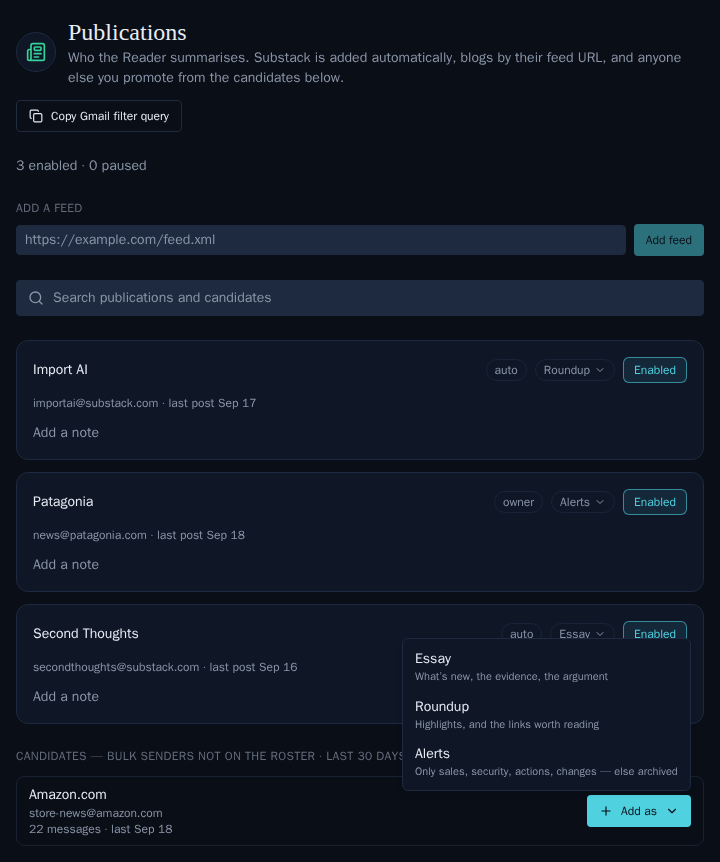 Publications
Who the Reader summarises. Substack is added automatically, blogs by their feed URL, and anyone
else you promote from the candidates below.
Copy Gmail filter query
3 enabled · 0 paused
ADD A FEED
https://example.com/feed.xml
Add feed
Search publications and candidates
Import AI
auto
Roundup
Enabled
importai@substack.com · last post Sep 17
Add a note
Patagonia
owner
Alerts
Enabled
news@patagonia.com · last post Sep 18
Add a note
Second Thoughts
auto
Essay
Enabled
secondthoughts@substack.com · last post Sep 16
Add a note
Essay
What's new, the evidence, the argument
Roundup
Highlights, and the links worth reading
Alerts
Only sales, security, actions, changes — else archived
CANDIDATES — BULK SENDERS NOT ON THE ROSTER · LAST 30 DAYS
Amazon.com
store-news@amazon.com
22 messages · last Sep 18
Add as